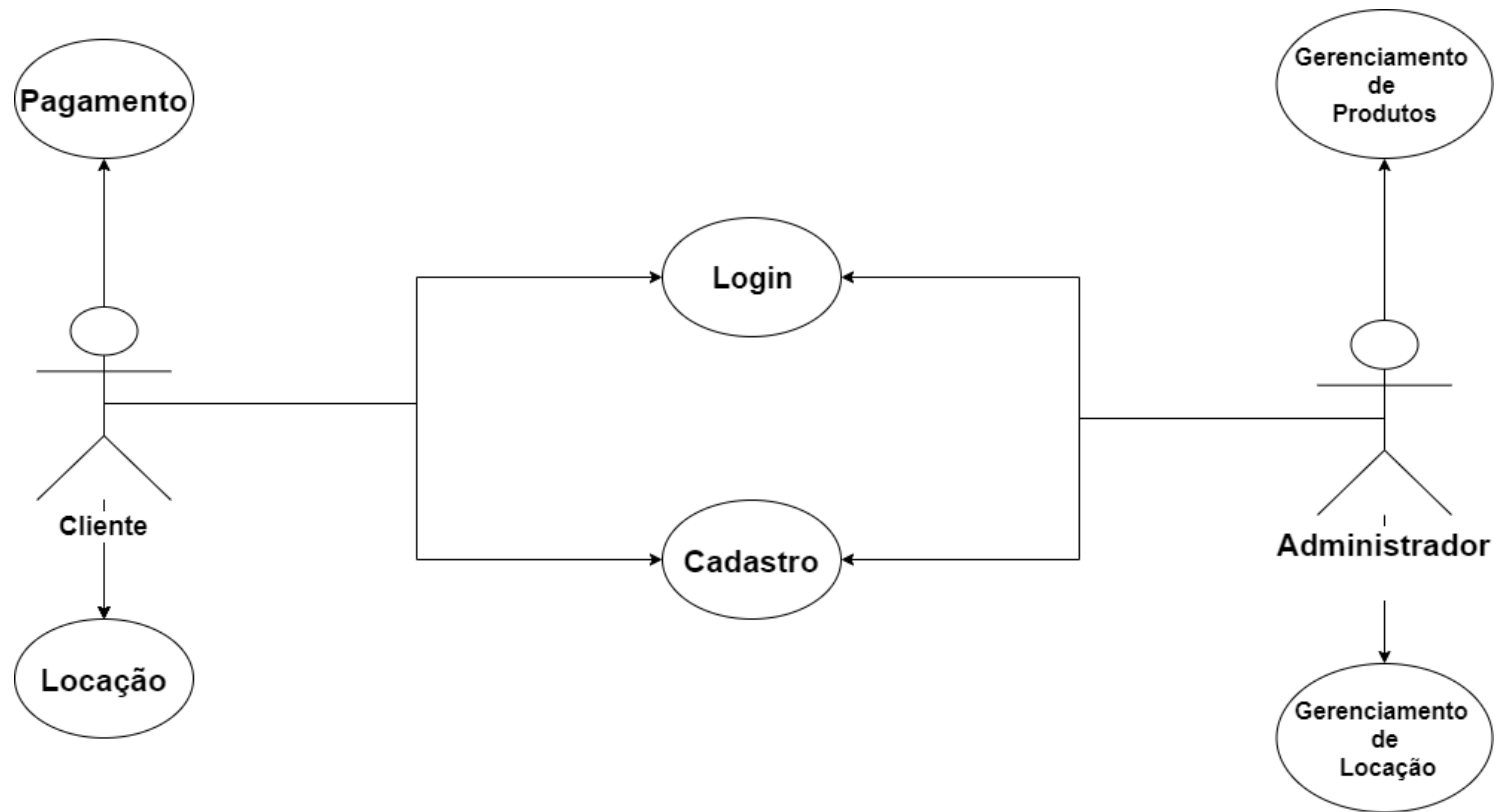 Pagamento
Gerenciamento
de
Produtos
Login
Cliente
Cadastro
Administrador
Locação
Gerenciamento
de
Locação